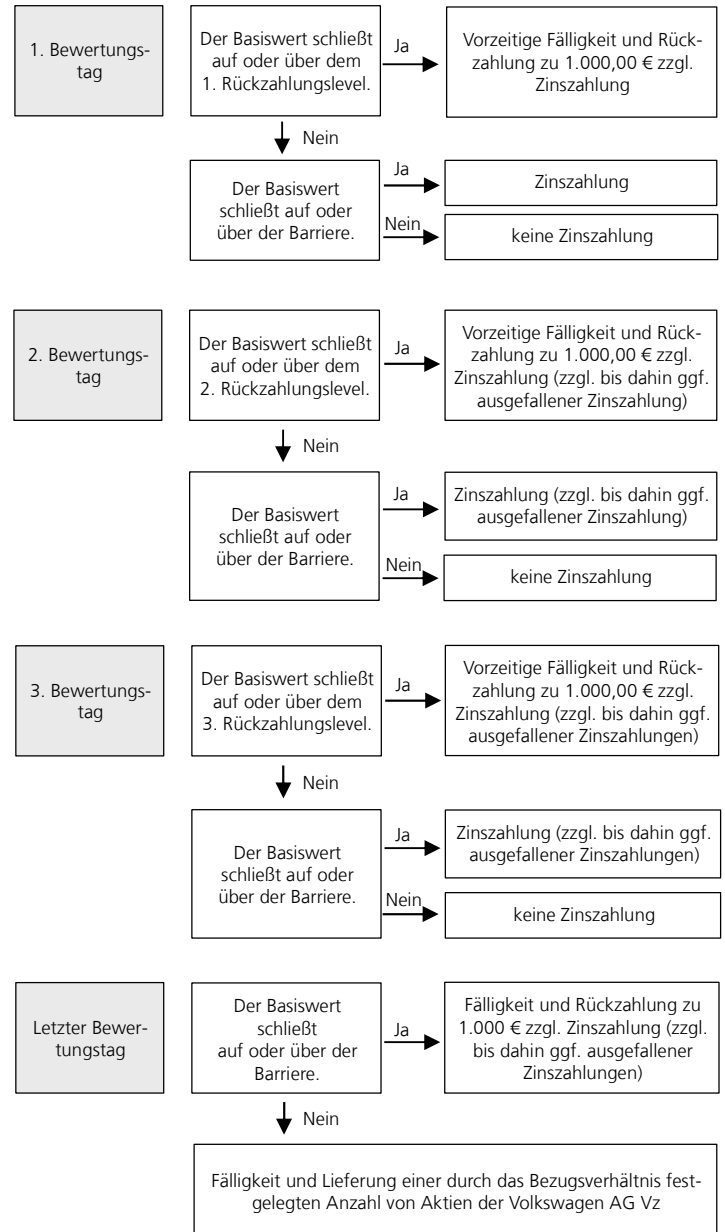 1. Bewertungs-
tag
Der Basiswert schließt
auf oder über dem
1. Rückzahlungslevel.
Ja
Vorzeitige Fälligkeit und Rück-
zahlung zu 1.000,00 € zzgl.
Zinszahlung
Nein
Der Basiswert
schließt auf oder
über der Barriere.
Ja
Zinszahlung
Nein
keine Zinszahlung
2. Bewertungs-
tag
Der Basiswert schließt
auf oder über dem
2. Rückzahlungslevel.
Ja
Vorzeitige Fälligkeit und Rück-
zahlung zu 1.000,00 € zzgl.
Zinszahlung (zzgl. bis dahin ggf.
ausgefallener Zinszahlung)
Nein
Der Basiswert
schließt auf oder
über der Barriere.
Ja
Zinszahlung (zzgl. bis dahin ggf.
ausgefallener Zinszahlung)
Nein
keine Zinszahlung
3. Bewertungs-
tag
Der Basiswert schließt
auf oder über dem
3. Rückzahlungslevel.
Ja
Vorzeitige Fälligkeit und Rück-
zahlung zu 1.000,00 € zzgl.
Zinszahlung (zzgl. bis dahin ggf.
ausgefallener Zinszahlungen)
Nein
Der Basiswert
schließt auf oder
über der Barriere.
Ja
Zinszahlung (zzgl. bis dahin ggf.
ausgefallener Zinszahlungen)
Nein
keine Zinszahlung
Letzter Bewer-
tungstag
Der Basiswert
schließt
auf oder über der
Barriere.
Ja
Fälligkeit und Rückzahlung zu
1.000 € zzgl. Zinszahlung (zzgl.
bis dahin ggf. ausgefallener
Zinszahlungen)
Nein
Fälligkeit und Lieferung einer durch das Bezugsverhältnis fest-
gelegten Anzahl von Aktien der Volkswagen AG Vz